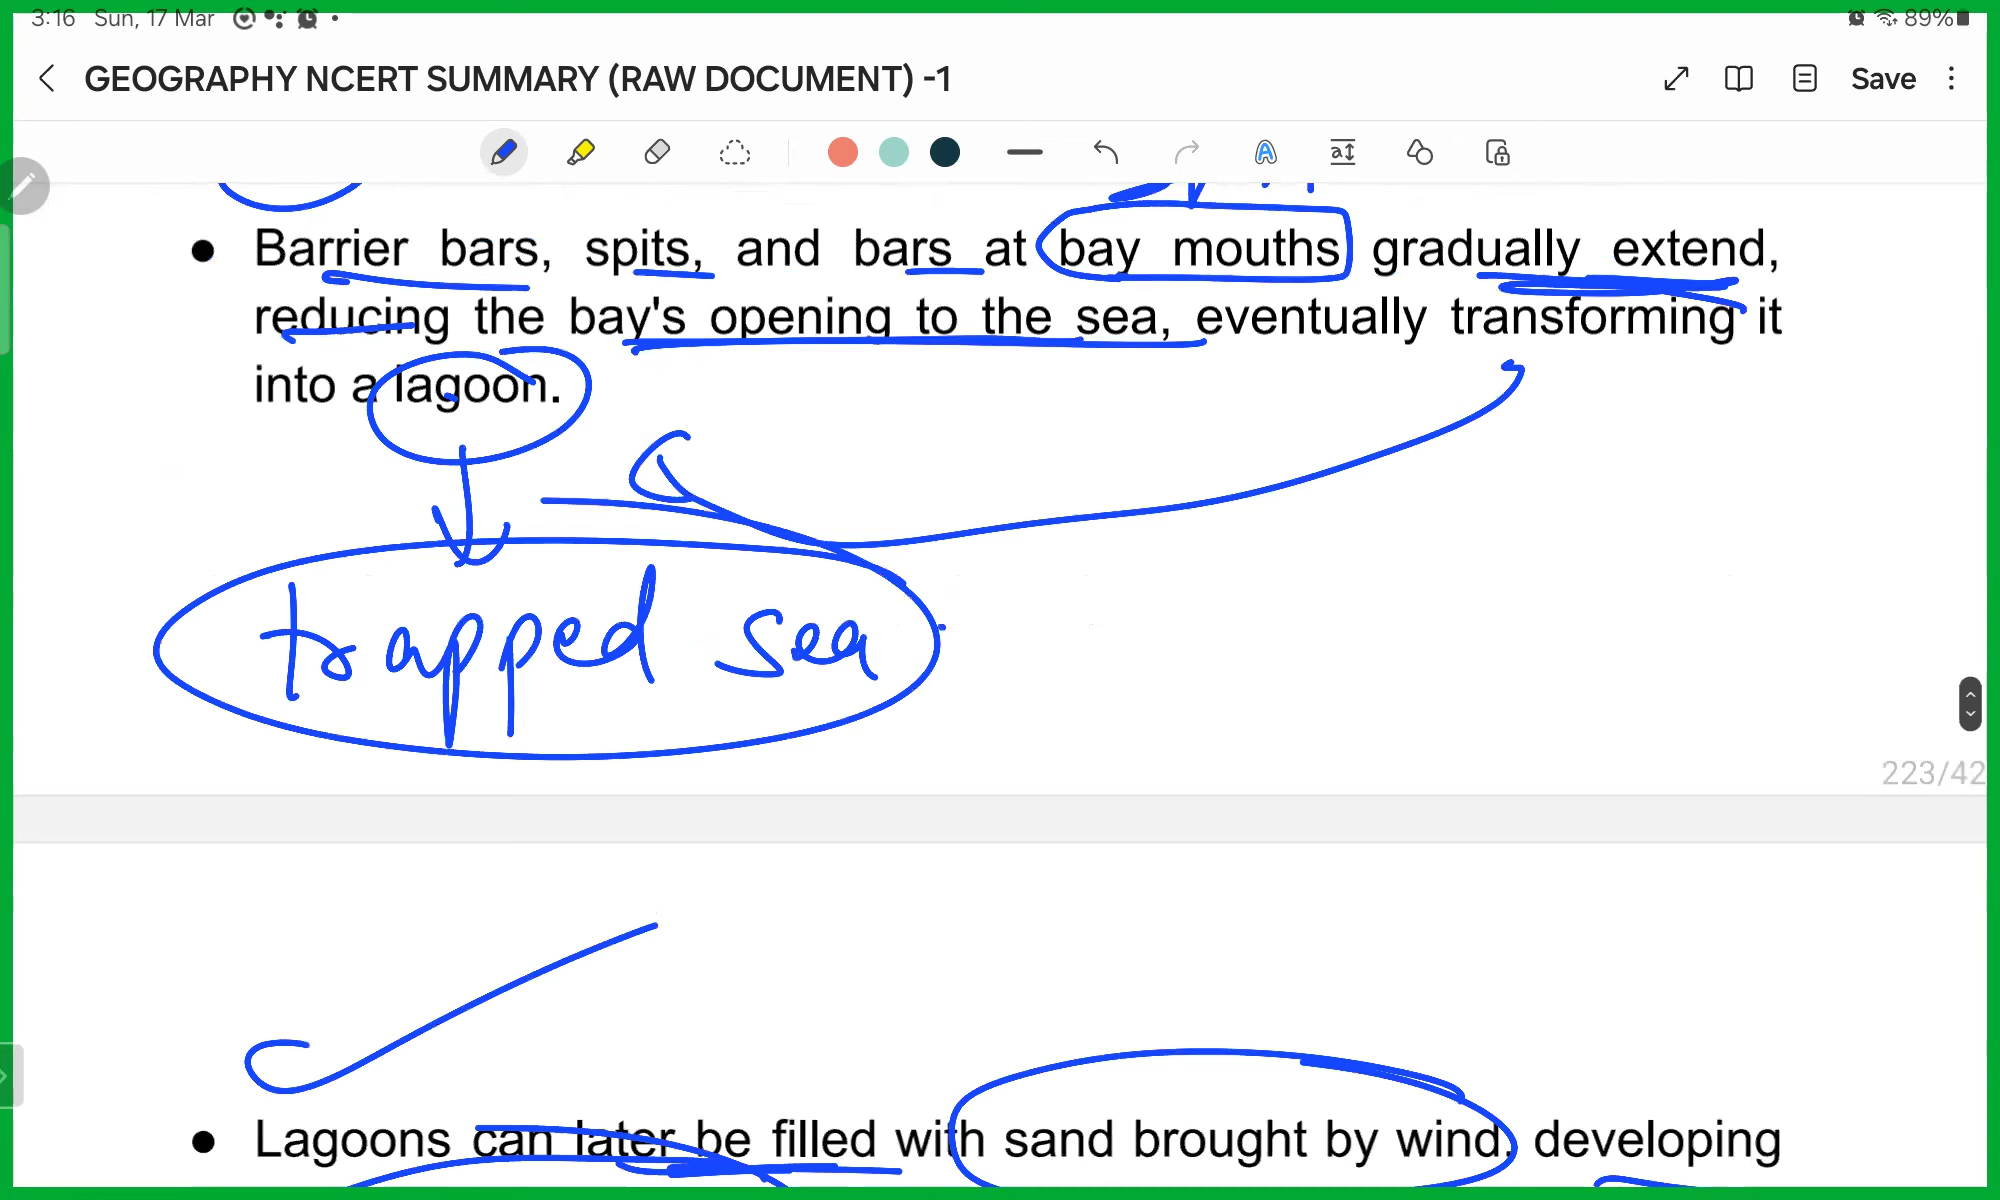 3:16 Sun, 17 Mar 89%
GEOGRAPHY NCERT SUMMARY (RAW DOCUMENT) -1 Save
● Barrier bars, spits, and bars at bay mouths gradually extend,
reducing the bay's opening to the sea, eventually transforming it
into a lagoon.
trapped sea
223/42
● Lagoons can later be filled with sand brought by wind, developing